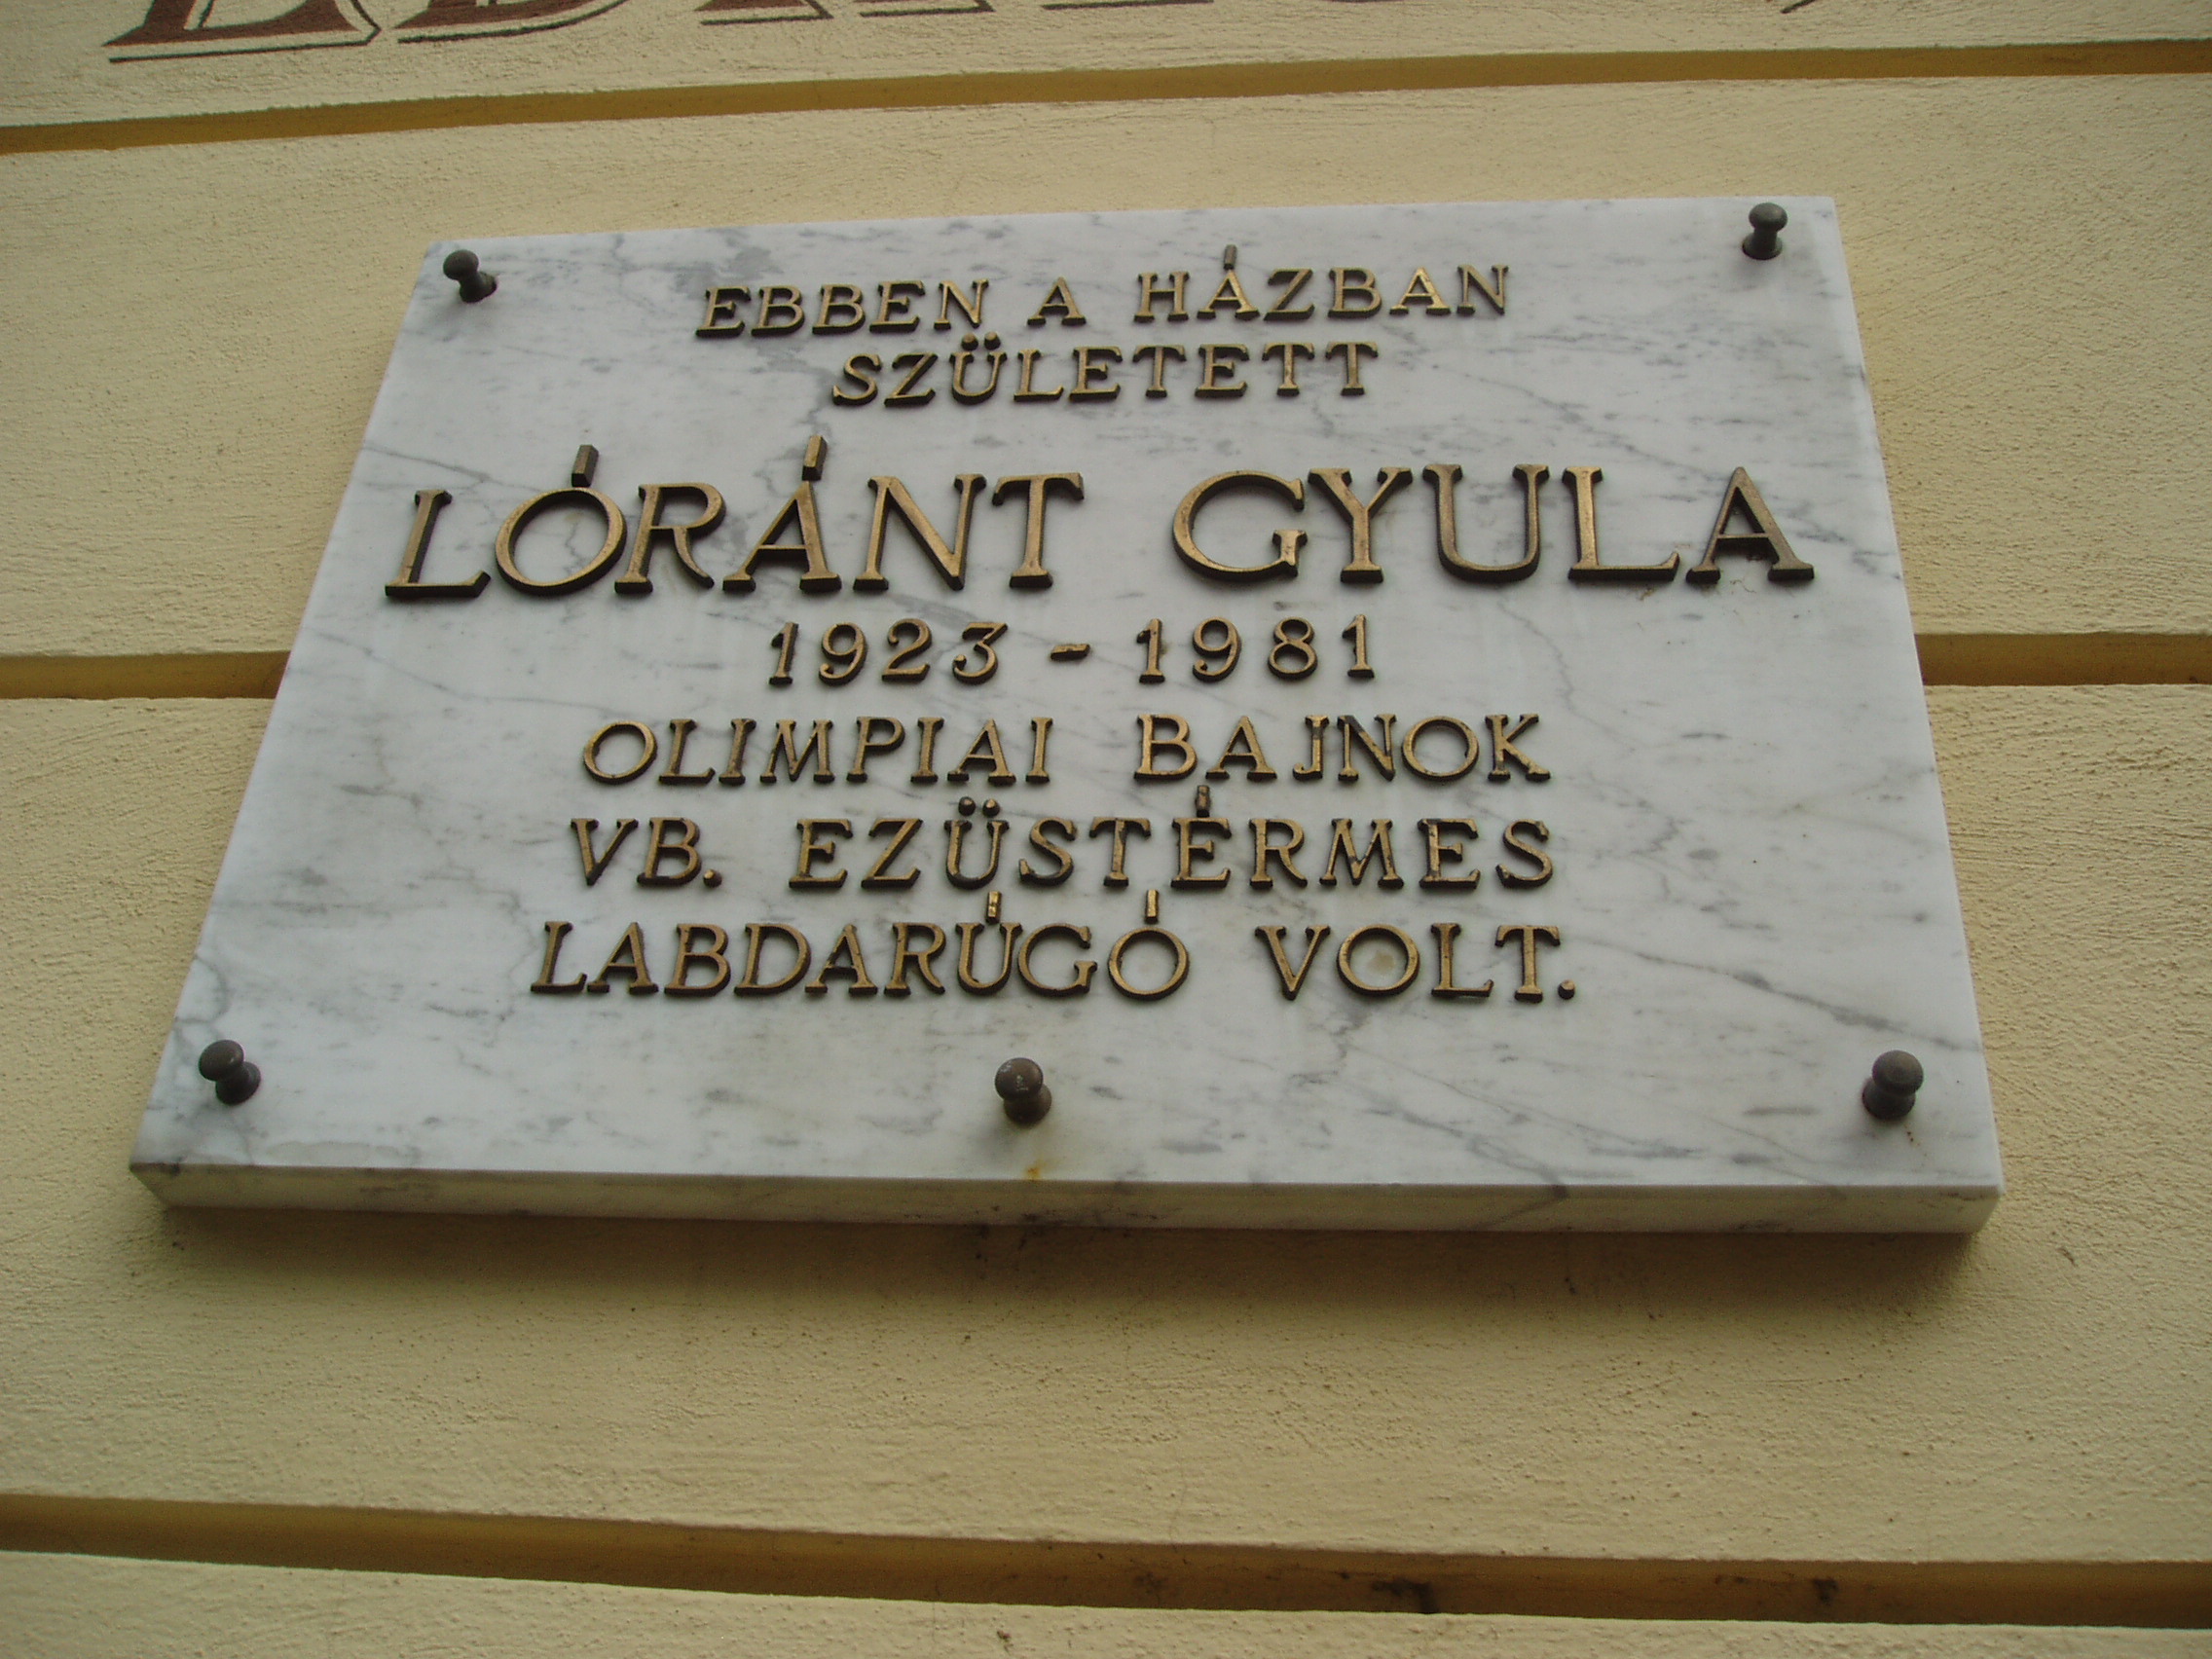 EBBEN A HÁZBAN
SZÜLETETT
LÓRÁNT GYULA
1923 - 1981
OLIMPIAI BAJNOK
VB. EZÜSTÉRMES
LABDARÚGÓ VOLT.